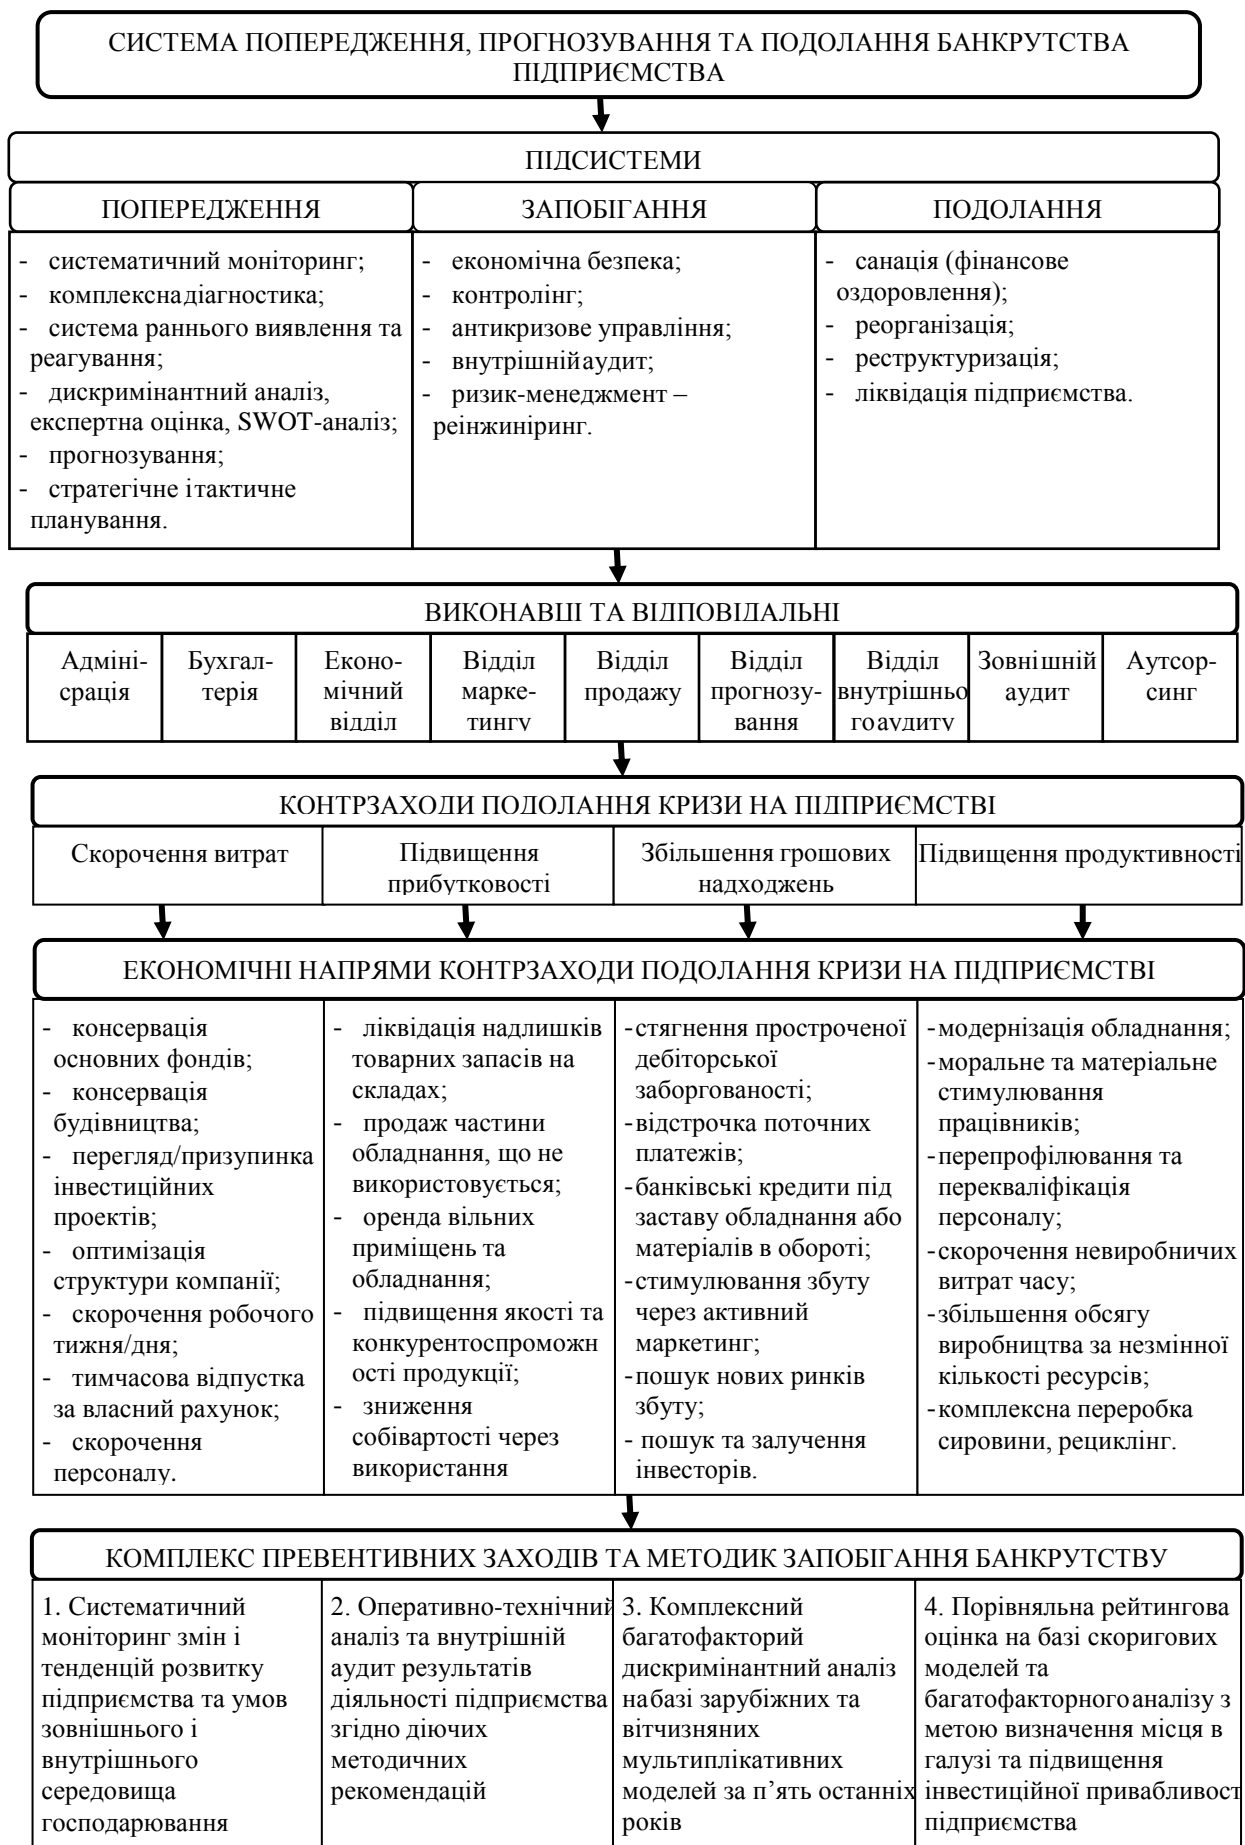 СИСТЕМА ПОПЕРЕДЖЕННЯ, ПРОГНОЗУВАННЯ ТА ПОДОЛАННЯ БАНКРУТСТВА
ПІДПРИЄМСТВА
ПІДСИСТЕМИ
ПОПЕРЕДЖЕННЯ
- систематичний моніторинг;
- комплекснадіагностика;
- система раннього виявлення та
реагування;
- дискримінантний аналіз,
експертна оцінка, SWOT-аналіз;
- прогнозування;
- стратегічне ітактичне
планування.
ЗАПОБІГАННЯ
- економічна безпека;
- контролінг;
- антикризове управління;
- внутрішнійаудит;
- ризик-менеджмент –
реінжиніринг.
ПОДОЛАННЯ
- санація (фінансове
оздоровлення);
- реорганізація;
- реструктуризація;
- ліквідація підприємства.
ВИКОНАВЦІ ТА ВІДПОВІДАЛЬНІ
Адміні-
срація
Бухгал-
терія
Еконо-
мічний
відділ
Відділ
марке-
тингу
Відділ
продажу
Відділ
прогнозу-
вання
Відділ
внутрішньо
гоаудиту
Зовнішній
аудит
Аутсор-
синг
КОНТРЗАХОДИ ПОДОЛАННЯ КРИЗИ НА ПІДПРИЄМСТВІ
Скорочення витрат
Підвищення
прибутковості
Збільшення грошових
надходжень
Підвищення продуктивності
ЕКОНОМІЧНІ НАПРЯМИ КОНТРЗАХОДИ ПОДОЛАННЯ КРИЗИ НА ПІДПРИЄМСТВІ
- консервація
основних фондів;
- консервація
будівництва;
- перегляд/призупинка
інвестиційних
проектів;
- оптимізація
структури компанії;
- скорочення робочого
тижня/дня;
- тимчасова відпустка
за власний рахунок;
- скорочення
персоналу.
- ліквідація надлишків
товарних запасів на
складах;
- продаж частини
обладнання, що не
використовується;
- оренда вільних
приміщень та
обладнання;
- підвищення якості та
конкурентоспроможн
ості продукції;
- зниження
собівартості через
використання
-стягнення простроченої
дебіторської
заборгованості;
-відстрочка поточних
платежів;
-банківські кредити під
заставу обладнання або
матеріалів в обороті;
-стимулювання збуту
через активний
маркетинг;
-пошук нових ринків
збуту;
- пошук та залучення
інвесторів.
-модернізація обладнання;
-моральне та матеріальне
стимулювання
працівників;
-перепрофілювання та
перекваліфікація
персоналу;
-скорочення невиробничих
витрат часу;
-збільшення обсягу
виробництва за незмінної
кількості ресурсів;
-комплексна переробка
сировини, рециклінг.
КОМПЛЕКС ПРЕВЕНТИВНИХ ЗАХОДІВ ТА МЕТОДИК ЗАПОБІГАННЯ БАНКРУТСТВУ
1. Систематичний
моніторинг змін і
тенденцій розвитку
підприємства та умов
зовнішнього і
внутрішнього
середовища
господарювання
2. Оперативно-технічний
аналіз та внутрішній
аудит результатів
діяльності підприємства
згідно діючих
методичних
рекомендацій
3. Комплексний
багатофакторий
дискримінантний аналіз
набазі зарубіжних та
вітчизняних
мультиплікативних
моделей за п’ять останніх
років
4. Порівняльна рейтингова
оцінка на базі скоригових
моделей та
багатофакторногоаналізу з
метою визначення місця в
галузі та підвищення
інвестиційної привабливост
підприємства